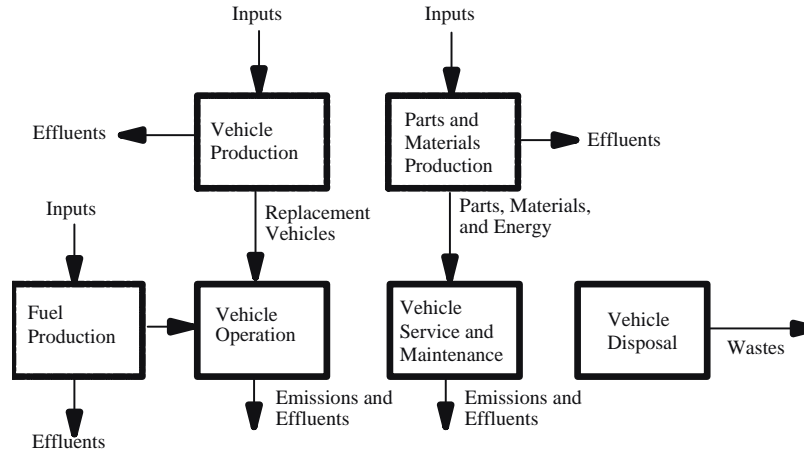 Inputs
Inputs
Effluents
Vehicle
Production
Parts and
Materials
Production
Effluents
Inputs
Replacement
Vehicles
Parts, Materials,
and Energy
Fuel
Production
Vehicle
Operation
Vehicle
Service and
Maintenance
Vehicle
Disposal
Wastes
Effluents
Emissions and
Effluents
Emissions and
Effluents